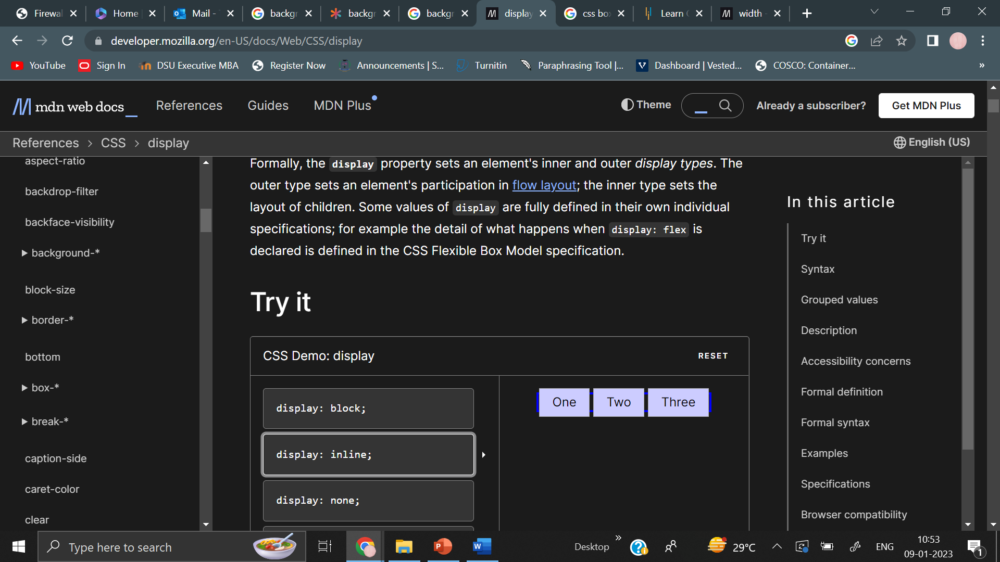 Firewal
Home
Mail -
backgr
backgr
backgr
display
css box
Learn
width -
developer.mozilla.org/en-US/docs/Web/CSS/display
YouTube
Sign In
DSU Executive MBA
Register Now
Announcements | S...
Turnitin
Paraphrasing Tool |...
Dashboard | Vested...
COSCO: Container...
»
mdn web docs
References
Guides
MDN Plus
Theme
Already a subscriber?
Get MDN Plus
References > CSS > display
English (US)
aspect-ratio
backdrop-filter
backface-visibility
background-*
block-size
border-*
bottom
box-*
break-*
caption-side
caret-color
clear
Formally, the display property sets an element's inner and outer display types. The
outer type sets an element's participation in flow layout; the inner type sets the
layout of children. Some values of display are fully defined in their own individual
specifications; for example the detail of what happens when display: flex is
declared is defined in the CSS Flexible Box Model specification.
Try it
CSS Demo: display
RESET
display: block;
display: inline;
display: none;
One
Two
Three
In this article
Try it
Syntax
Grouped values
Description
Accessibility concerns
Formal definition
Formal syntax
Examples
Specifications
Browser compatibility
Type here to search
P
W
Desktop
»
29°C
ENG
10:53
09-01-2023
1